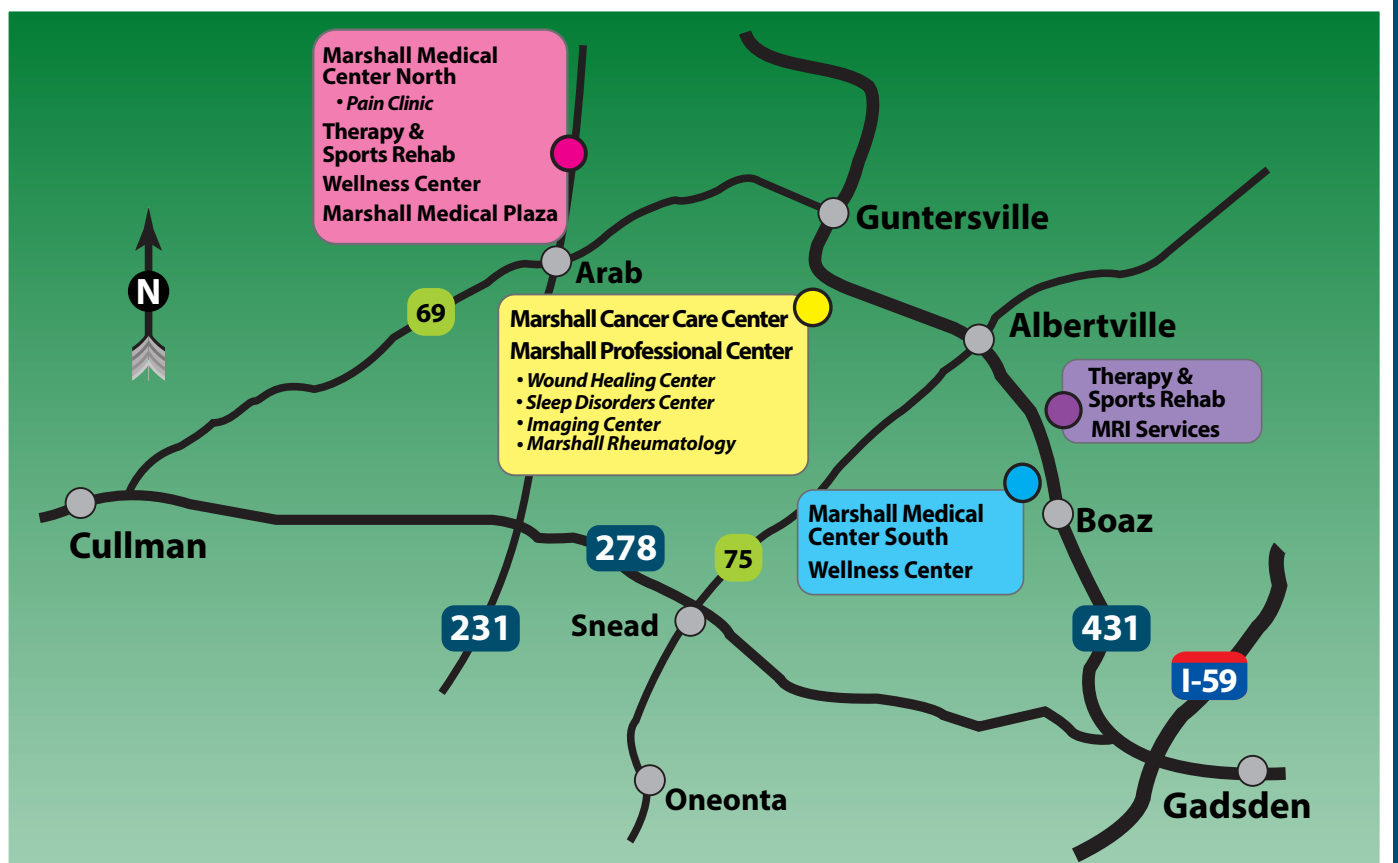 Marshall Medical
Center North
• Pain Clinic
Therapy &
Sports Rehab
Wellness Center
Marshall Medical Plaza
Guntersville
N
Arab
69
Marshall Cancer Care Center
Marshall Professional Center
• Wound Healing Center
• Sleep Disorders Center
• Imaging Center
• Marshall Rheumatology
Albertville
Therapy &
Sports Rehab
MRI Services
Cullman
278
75
Marshall Medical
Center South
Wellness Center
Boaz
231
Snead
431
I-59
Oneonta
Gadsden